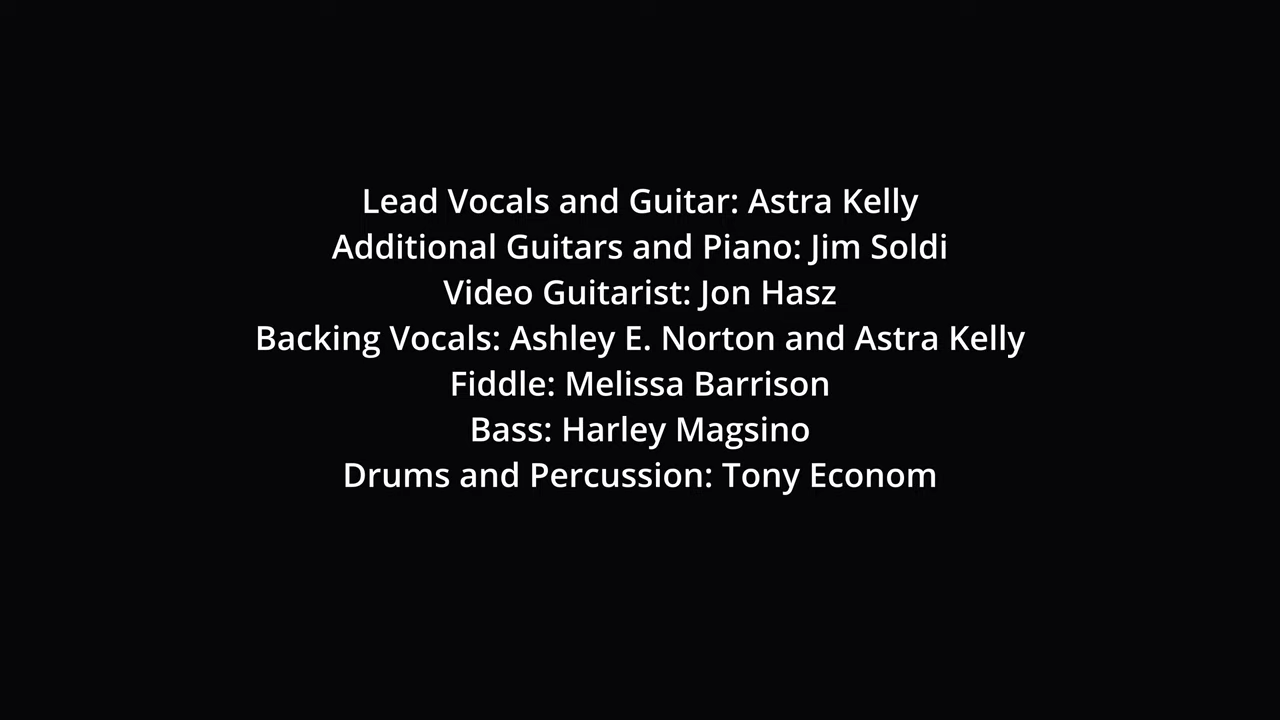 Lead Vocals and Guitar: Astra Kelly
Additional Guitars and Piano: Jim Soldi
Video Guitarist: Jon Hasz
Backing Vocals: Ashley E. Norton and Astra Kelly
Fiddle: Melissa Barrison
Bass: Harley Magsino
Drums and Percussion: Tony Econom